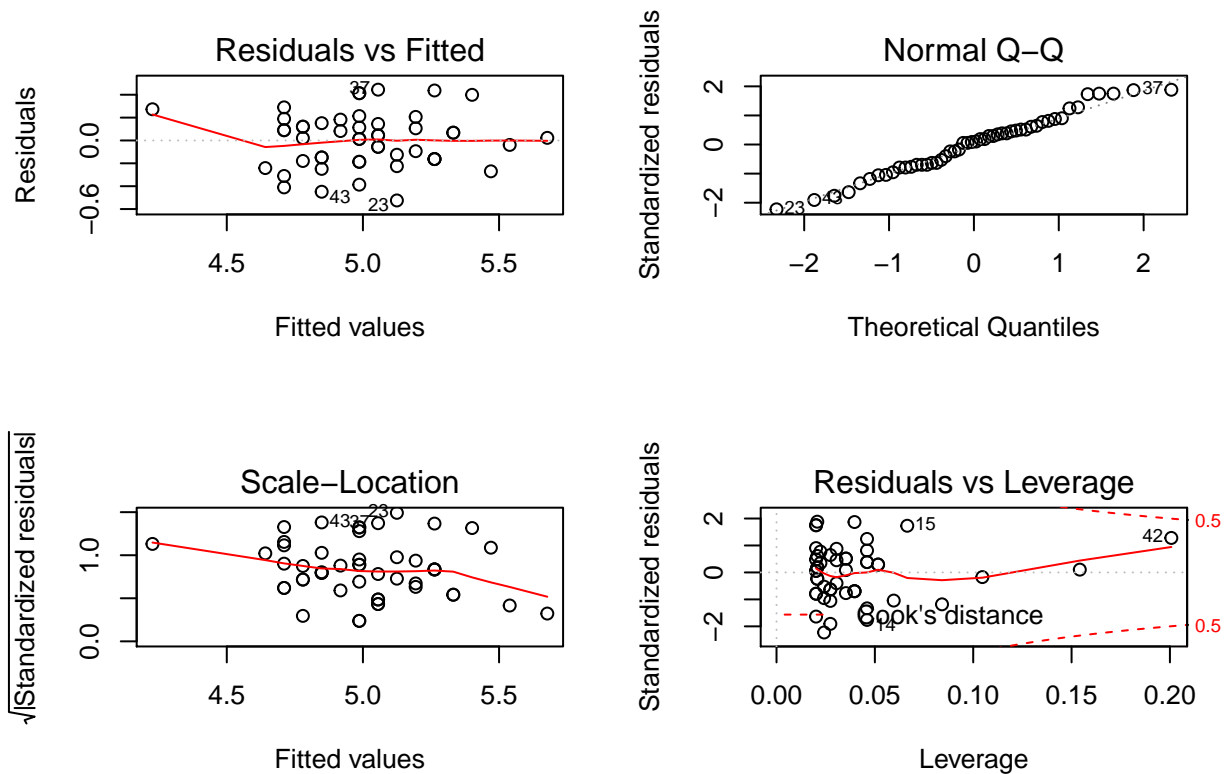 Residuals vs Fitted
Residuals
0.0
−0.6
37
43
23
4.5 5.0 5.5
Fitted values
Normal Q−Q
Standardized residuals
2
0
−2
37
43
23
−2 −1 0 1 2
Theoretical Quantiles
Scale−Location
√|Standardized residuals|
1.0
0.0
23
43
37
4.5 5.0 5.5
Fitted values
Residuals vs Leverage
Standardized residuals
2
0
−2
15
42
14
Cook's distance
0.5
0.5
0.00 0.05 0.10 0.15 0.20
Leverage